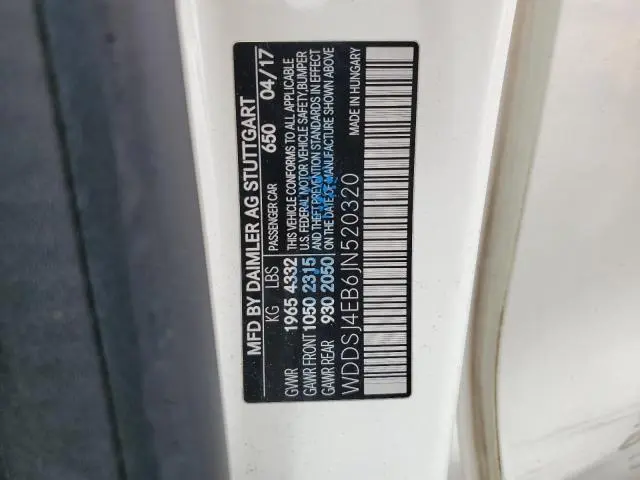 MFD BY DAIMLER AG STUTTGART
KG LBS PASSENGER CAR 650 04/17
GVWR 1965 4332 THIS VEHICLE CONFORMS TO ALL APPLICABLE
U.S. FEDERAL MOTOR VEHICLE SAFETY,BUMPER
GAWR FRONT 1050 2315 AND THEFT PREVENTION STANDARDS IN EFFECT
GAWR REAR 930 2050 ON THE DATE OF MANUFACTURE SHOWN ABOVE
WDDSJ4EB6JN520320 MADE IN HUNGARY